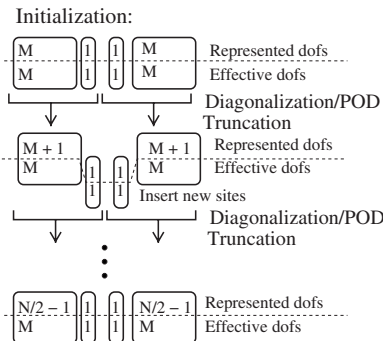 Initialization:
M 1 1 M Represented dofs
M 1 1 M Effective dofs
Diagonalization/POD
Truncation
M + 1 M + 1 Represented dofs
M 1 1 M Effective dofs
1 1 Insert new sites
Diagonalization/POD
Truncation
N/2 − 1 1 1 N/2 − 1 Represented dofs
M 1 1 M Effective dofs